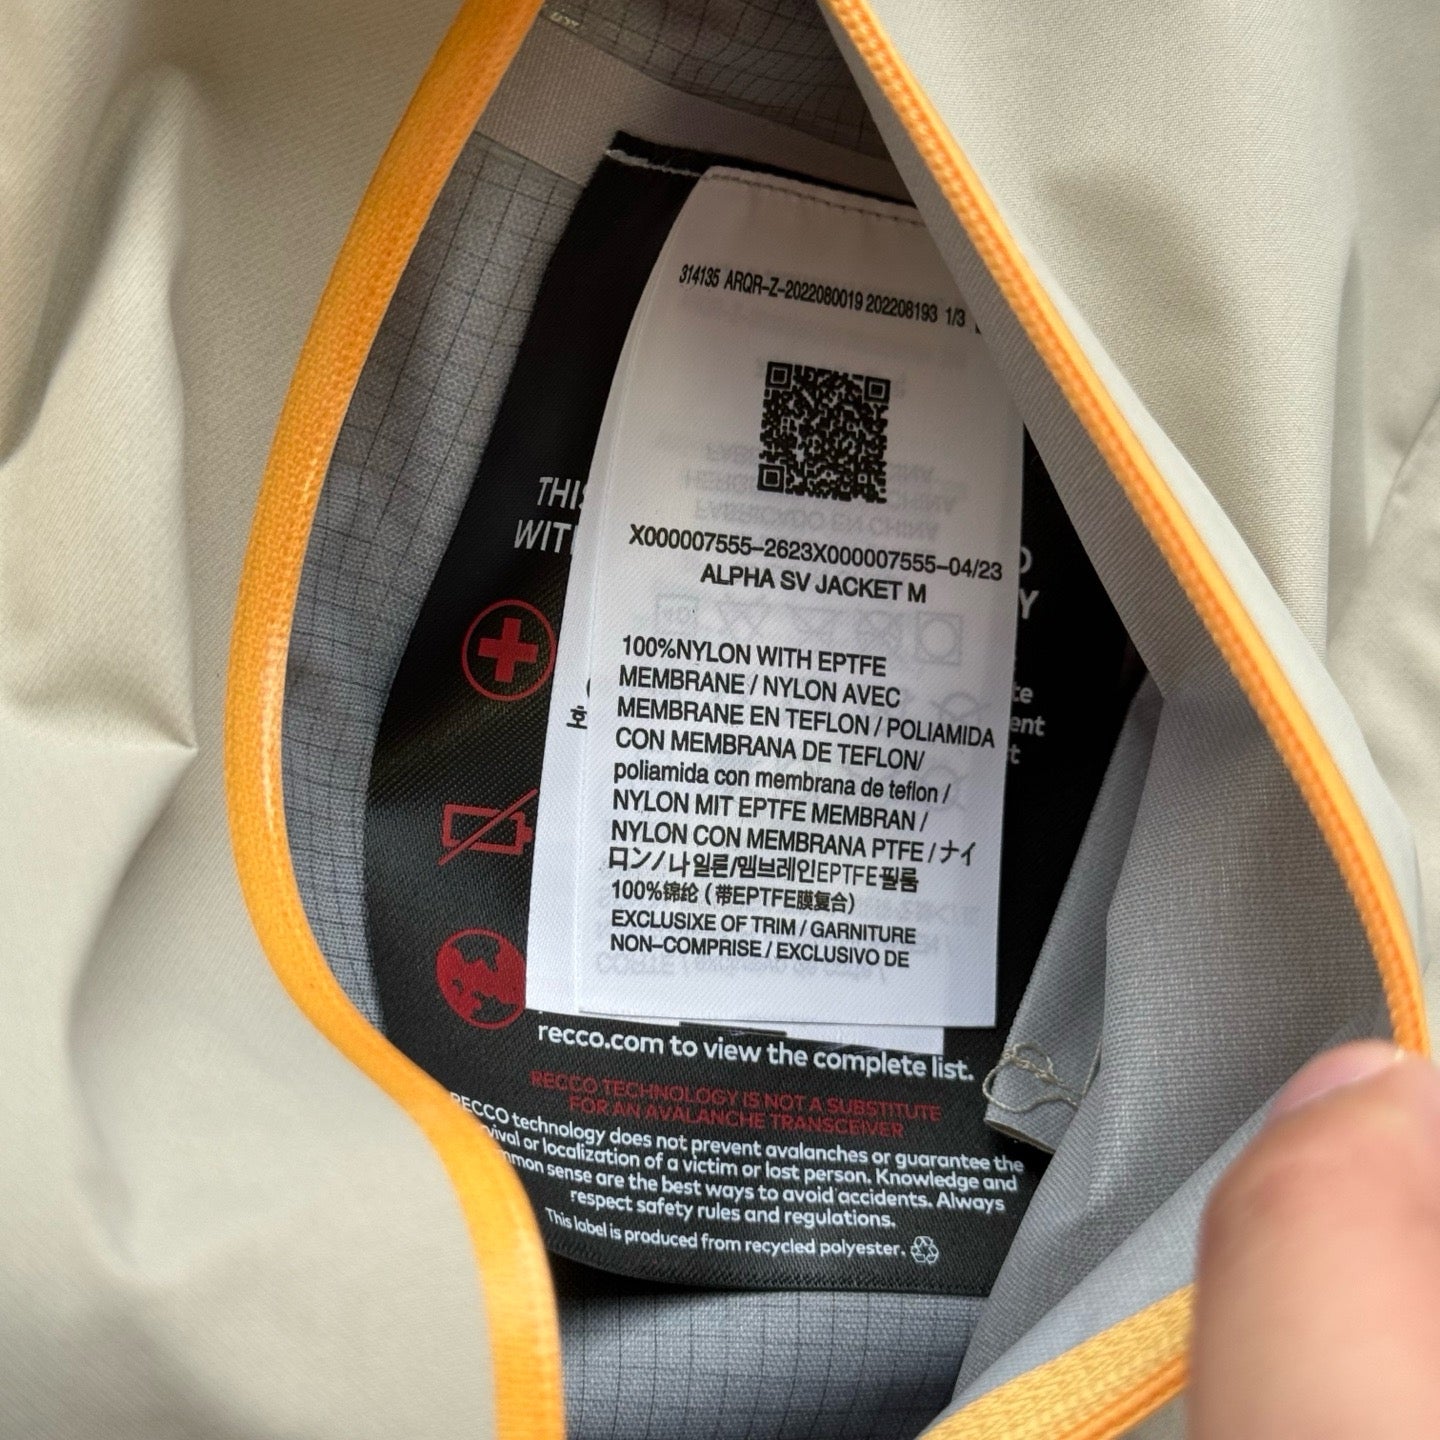 314135 ARQR-Z-2022080019 202208193 1/3
X000007555-2623X000007555-04/23
ALPHA SV JACKET M
100%NYLON WITH EPTFE
MEMBRANE / NYLON AVEC
MEMBRANE EN TEFLON / POLIAMIDA
CON MEMBRANA DE TEFLON/
poliamida con membrana de teflon /
NYLON MIT EPTFE MEMBRAN /
NYLON CON MEMBRANA PTFE / ナイ
ロン/나일론/멤브레인EPTFE필름
100%锦纶 (带EPTFE膜复合)
EXCLUSIXE OF TRIM / GARNITURE
NON-COMPRISE / EXCLUSIVO DE
THIS
WITH
recco.com to view the complete list.
RECCO TECHNOLOGY IS NOT A SUBSTITUTE
FOR AN AVALANCHE TRANSCEIVER
RECCO technology does not prevent avalanches or guarantee the
survival or localization of a victim or lost person. Knowledge and
common sense are the best ways to avoid accidents. Always
respect safety rules and regulations.
This label is produced from recycled polyester.